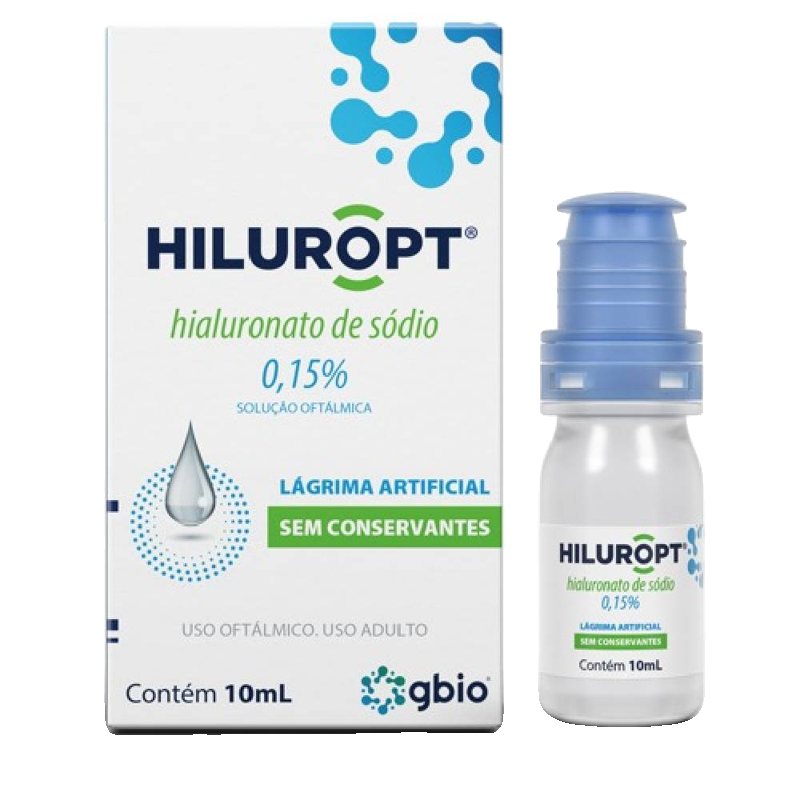 HILUROPT®
hialuronato de sódio
0,15%
SOLUÇÃO OFTÁLMICA
LÁGRIMA ARTIFICIAL
SEM CONSERVANTES
USO OFTÁLMICO. USO ADULTO
Contém 10mL
gbio®
HILUROPT®
hialuronato de sódio
0,15%
LÁGRIMA ARTIFICIAL
SEM CONSERVANTES
Contém 10mL